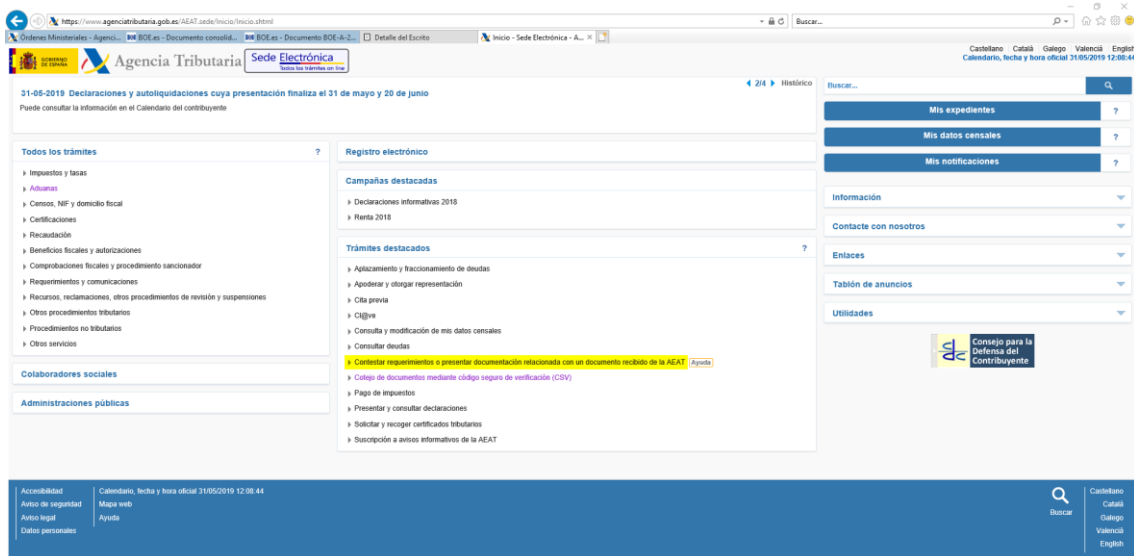 https://www.agenciatributaria.gob.es/AEAT.sede/Inicio/Inicio.shtml
Buscar...
Órdenes Ministeriales - Agenci...
BOE.es - Documento consolid...
BOE.es - Documento BOE-A-2...
Detalle del Escrito
Inicio - Sede Electrónica - A...
GOBIERNO DE ESPAÑA
Agencia Tributaria
Sede Electrónica
Todos los trámites on line
Castellano Català Galego Valencià English
Calendario, fecha y hora oficial 31/05/2019 12:08:44
31-05-2019 Declaraciones y autoliquidaciones cuya presentación finaliza el 31 de mayo y 20 de junio
2/4 Histórico
Puede consultar la información en el Calendario del contribuyente
Todos los trámites ?
Impuestos y tasas
Aduanas
Censos, NIF y domicilio fiscal
Certificaciones
Recaudación
Beneficios fiscales y autorizaciones
Comprobaciones fiscales y procedimiento sancionador
Requerimientos y comunicaciones
Recursos, reclamaciones, otros procedimientos de revisión y suspensiones
Otros procedimientos tributarios
Procedimientos no tributarios
Otros servicios
Colaboradores sociales
Administraciones públicas
Registro electrónico
Campañas destacadas
Declaraciones informativas 2018
Renta 2018
Trámites destacados ?
Aplazamiento y fraccionamiento de deudas
Apoderar y otorgar representación
Cita previa
Cl@ve
Consulta y modificación de mis datos censales
Consultar deudas
Contestar requerimientos o presentar documentación relacionada con un documento recibido de la AEAT Ayuda
Cotejo de documentos mediante código seguro de verificación (CSV)
Pago de impuestos
Presentar y consultar declaraciones
Solicitar y recoger certificados tributarios
Suscripción a avisos informativos de la AEAT
Buscar...
Mis expedientes ?
Mis datos censales ?
Mis notificaciones ?
Información
Contacte con nosotros
Enlaces
Tablón de anuncios
Utilidades
Consejo para la
Defensa del
Contribuyente
Accesibilidad
Aviso de seguridad
Aviso legal
Datos personales
Calendario, fecha y hora oficial 31/05/2019 12:08:44
Mapa web
Ayuda
Buscar
Castellano
Català
Galego
Valencià
English